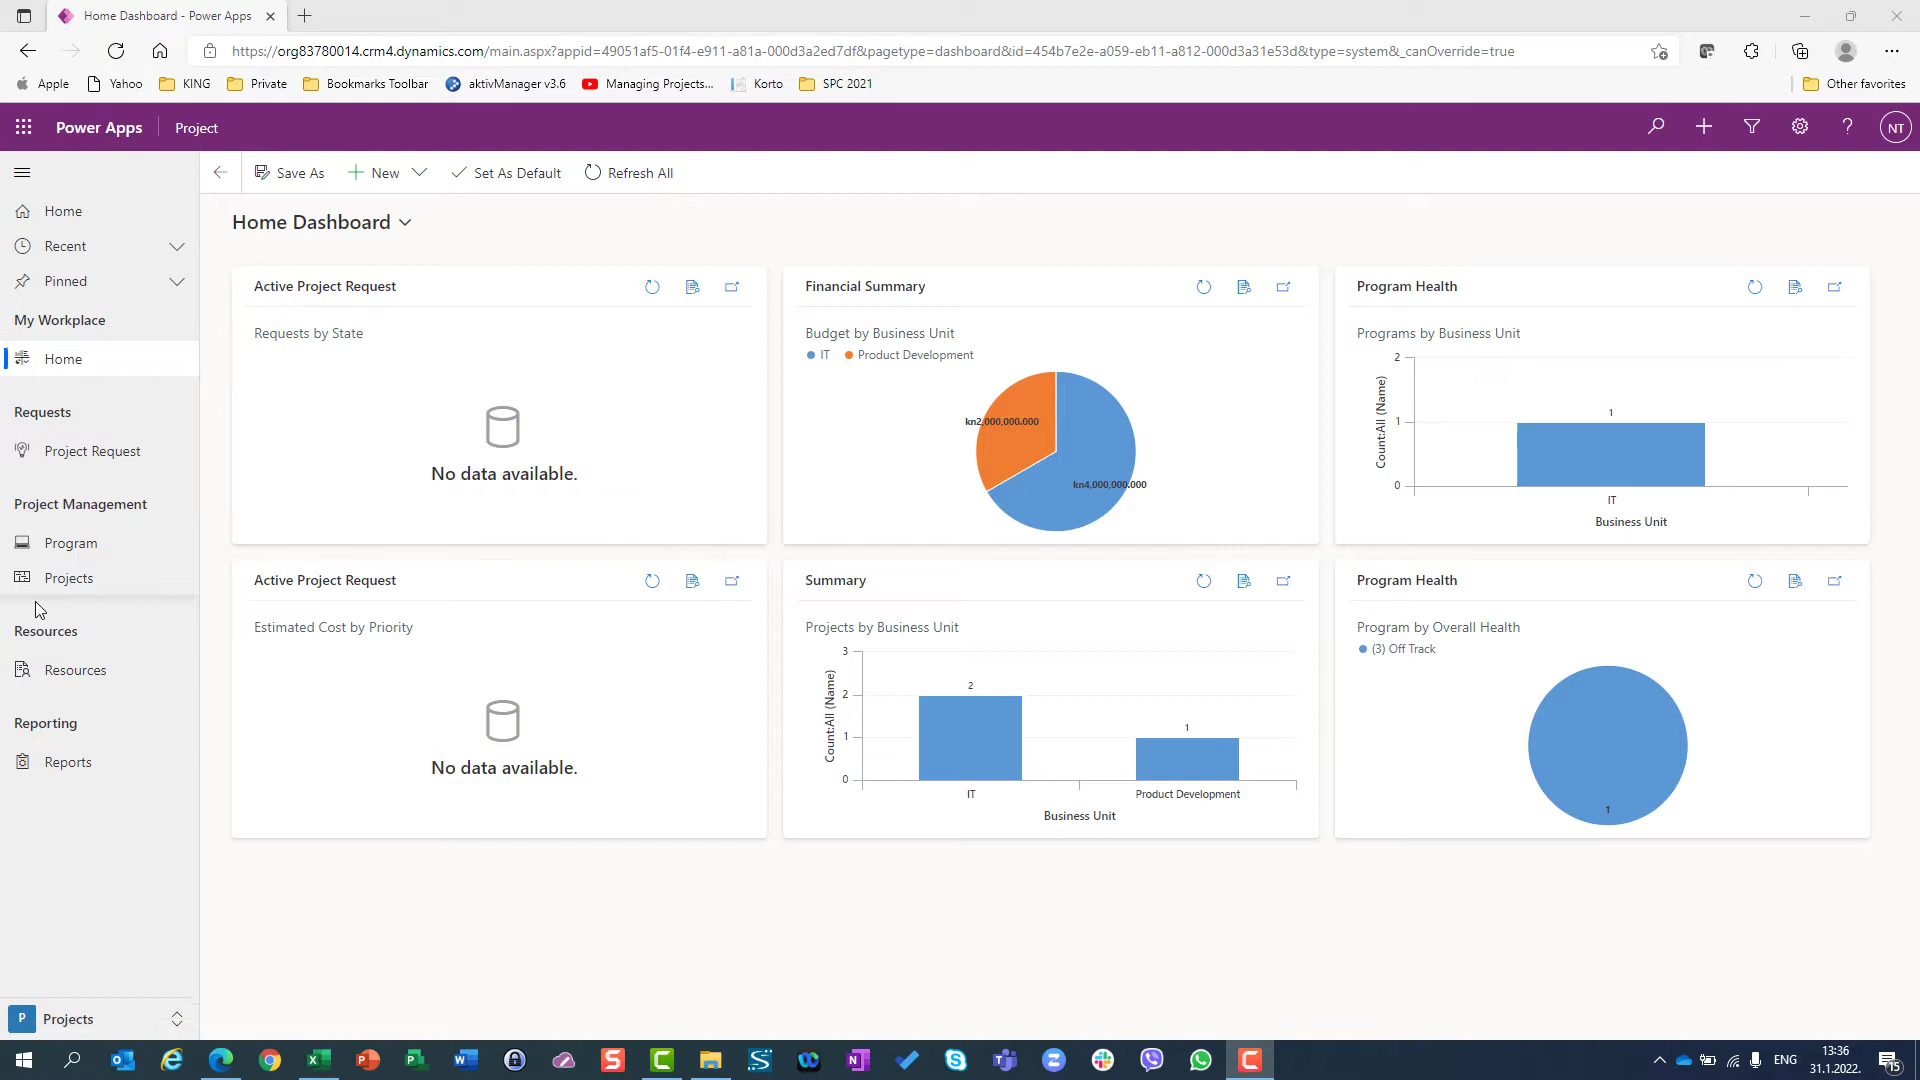 Home Dashboard - Power Apps
https://org83780014.crm4.dynamics.com/main.aspx?appid=49051af5-01f4-e911-a81a-000d3a2ed7df&pagetype=dashboard&id=454b7e2e-a059-eb11-a812-000d3a31e53d&type=system&_canOverride=true
Apple Yahoo KING Private Bookmarks Toolbar aktivManager v3.6 Managing Projects... Korto SPC 2021 Other favorites
Power Apps Project NT
Save As New Set As Default Refresh All
Home
Recent
Pinned
My Workplace
Home
Requests
Project Request
Project Management
Program
Projects
Resources
Resources
Reporting
Reports
P Projects
Home Dashboard
Active Project Request
Requests by State
No data available.
Financial Summary
Budget by Business Unit
IT Product Development
kn2,000,000.000
kn4,000,000.000
Program Health
Programs by Business Unit
2
1
0
Count:All (Name)
1
IT
Business Unit
Active Project Request
Estimated Cost by Priority
No data available.
Summary
Projects by Business Unit
3
2
1
0
Count:All (Name)
2
1
IT Product Development
Business Unit
Program Health
Program by Overall Health
(3) Off Track
1
ENG
13:36
31.1.2022.
15